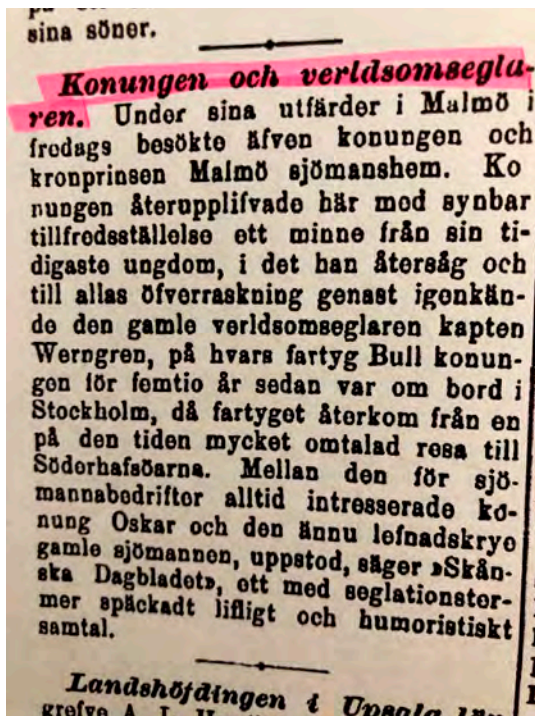 sina söner.
Konungen och verldsomsegla-
ren. Under sina utfärder i Malmö i
fredags besökte äfven konungen och
kronprinsen Malmö sjömanshem. Ko
nungen återupplifvade här med synbar
tillfredsställelse ett minne från sin ti-
digaste ungdom, i det han återsåg och
till allas öfverraskning genast igenkän-
de den gamle verldsomseglaren kapten
Werngren, på hvars fartyg Bull konun-
gen för femtio år sedan var om bord i
Stockholm, då fartyget återkom från en
på den tiden mycket omtalad resa till
Söderhafsöarna. Mellan den för sjö-
mannabedrifter alltid intresserade ko-
nung Oskar och den ännu lefnadskrye
gamle sjömannen, uppstod, säger »Skån-
ska Dagbladet», ett med seglationster-
mer späckadt lifligt och humoristiskt
samtal.
Landshöfdingen i Upsala län
grefve A. L.